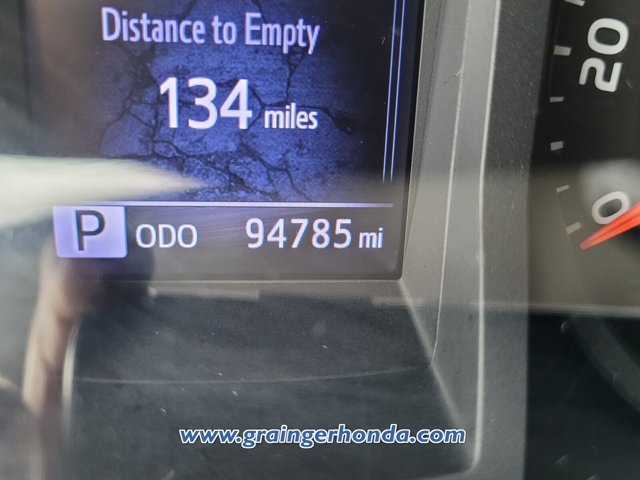 Distance to Empty
134 miles
20
P ODO 94785 mi
0
www.graingerhonda.com